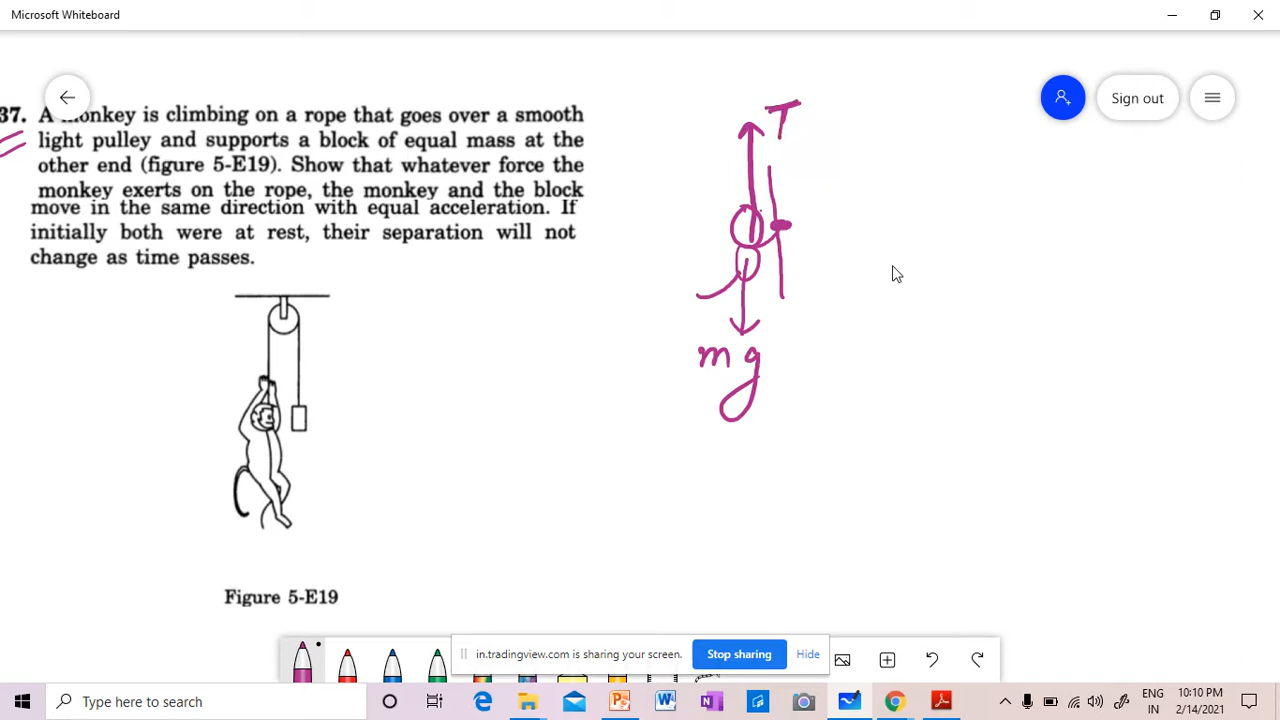 Microsoft Whiteboard
Sign out
37. A monkey is climbing on a rope that goes over a smooth
light pulley and supports a block of equal mass at the
other end (figure 5-E19). Show that whatever force the
monkey exerts on the rope, the monkey and the block
move in the same direction with equal acceleration. If
initially both were at rest, their separation will not
change as time passes.
T
mg
Figure 5-E19
in.tradingview.com is sharing your screen.
Stop sharing
Hide
Type here to search
ENG
IN
10:10 PM
2/14/2021